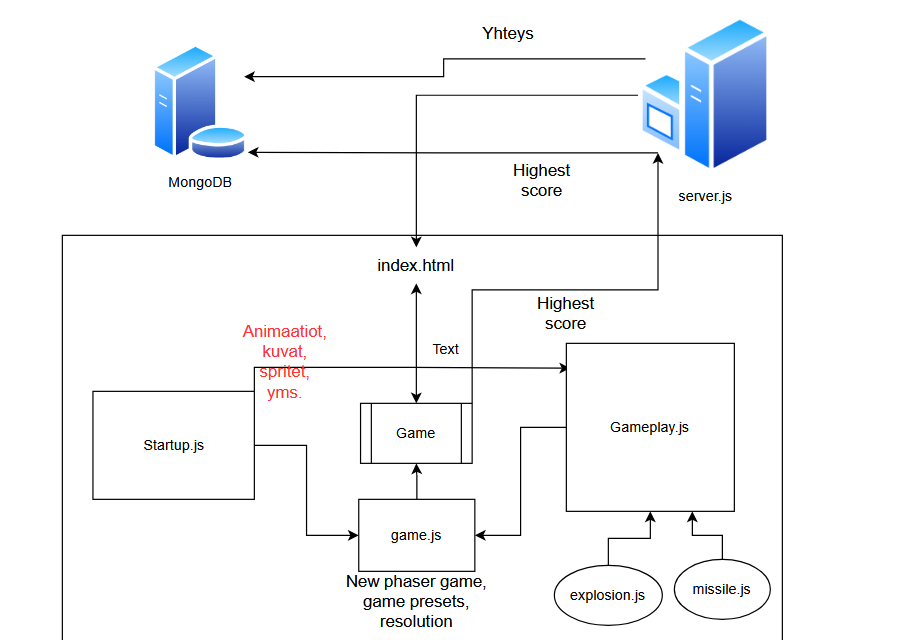 Yhteys
MongoDB
Highest
score
server.js
index.html
Highest
score
Animaatiot,
kuvat,
spritet,
yms.
Text
Startup.js
Game
Gameplay.js
game.js
New phaser game,
game presets,
resolution
explosion.js
missile.js